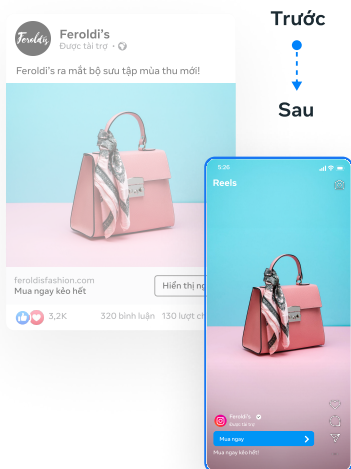 Trước
Sau
Feroldi's
Feroldi's
Được tài trợ
Feroldi's ra mắt bộ sưu tập mùa thu mới!
feroldisfashion.com
Mua ngay kẻo hết
Hiển thị ng
3,2K
320 bình luận
130 lượt ch
5:26
Reels
Feroldi's
Được tài trợ
Mua ngay
Mua ngay kẻo hết!